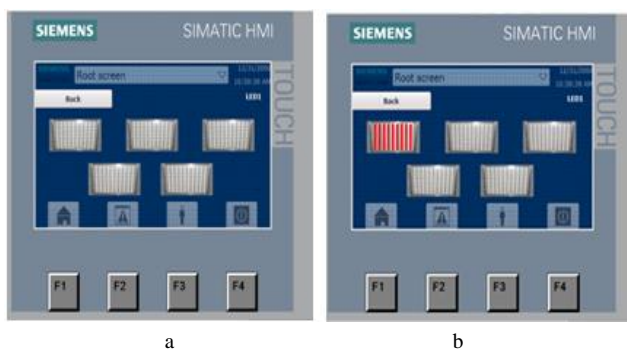 SIEMENS SIMATIC HMI
Root screen
Back LED1
TOUCH
F1 F2 F3 F4
a
SIEMENS SIMATIC HMI
Root screen
Back LED1
TOUCH
F1 F2 F3 F4
b